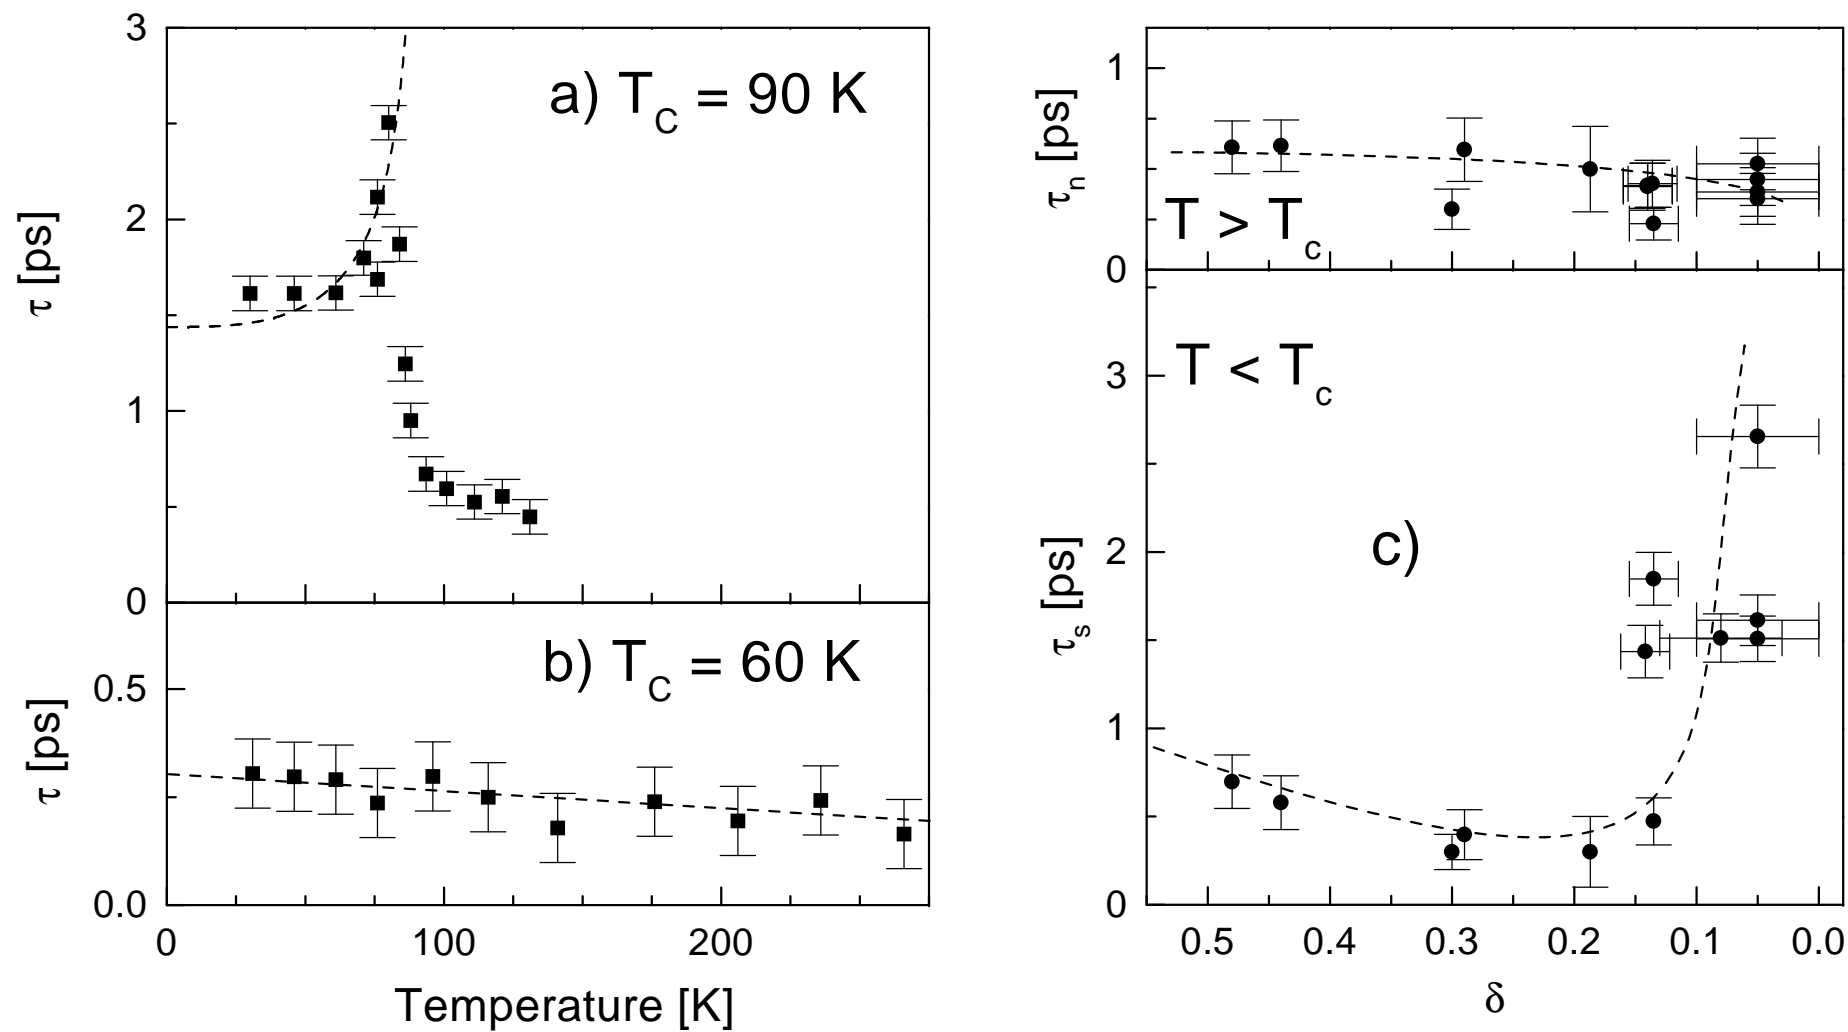 a) T_C = 90 K
3
2
1
0
τ [ps]
b) T_C = 60 K
0.5
0.0
τ [ps]
0
100
200
Temperature [K]
1
0
τ_n [ps]
T > T_c
T < T_c
3
2
1
0
τ_s [ps]
c)
0.5
0.4
0.3
0.2
0.1
0.0
δ